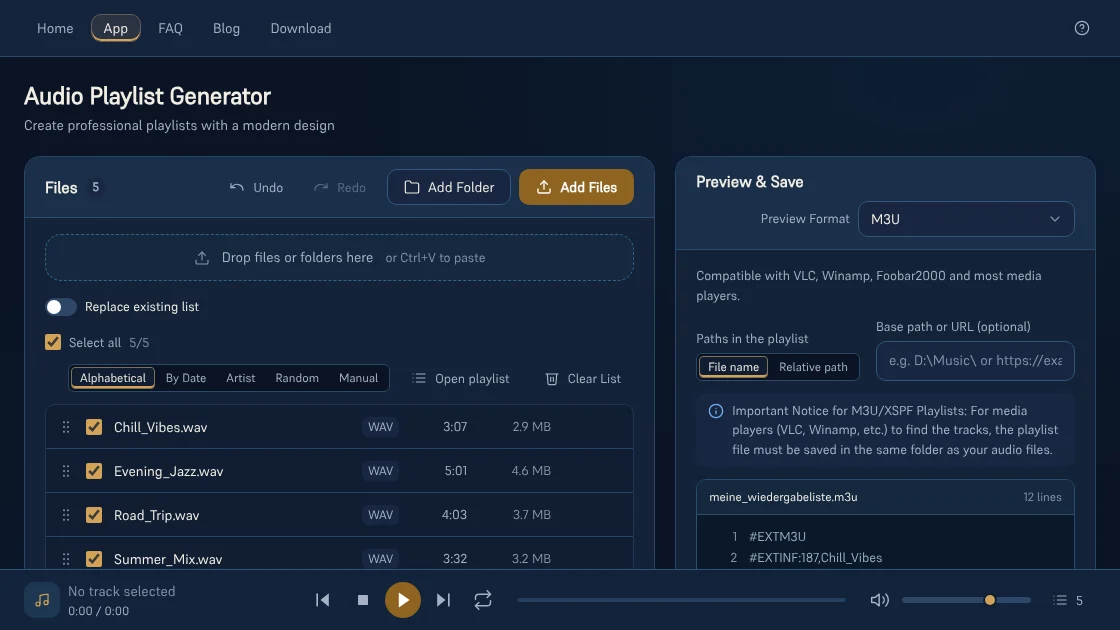 Home App FAQ Blog Download
Audio Playlist Generator
Create professional playlists with a modern design
Files 5 Undo Redo Add Folder Add Files
Drop files or folders here or Ctrl+V to paste
Replace existing list
Select all 5/5
Alphabetical By Date Artist Random Manual Open playlist Clear List
Chill_Vibes.wav WAV 3:07 2.9 MB
Evening_Jazz.wav WAV 5:01 4.6 MB
Road_Trip.wav WAV 4:03 3.7 MB
Summer_Mix.wav WAV 3:32 3.2 MB
Preview & Save
Preview Format M3U
Compatible with VLC, Winamp, Foobar2000 and most media
players.
Paths in the playlist
File name Relative path
Base path or URL (optional)
e.g. D:\Music\ or https://exa
Important Notice for M3U/XSPF Playlists: For media
players (VLC, Winamp, etc.) to find the tracks, the playlist
file must be saved in the same folder as your audio files.
meine_wiedergabeliste.m3u 12 lines
1 #EXTM3U
2 #EXTINF:187,Chill_Vibes
No track selected
0:00 / 0:00
5